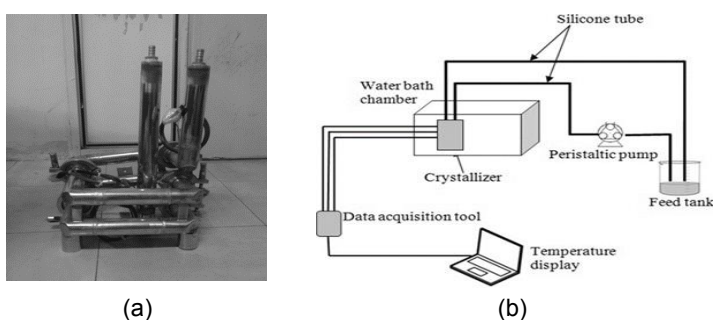 Silicone tube
Water bath
chamber
Peristaltic pump
Crystallizer
Feed tank
Data acquisition tool
Temperature
display
(a)
(b)